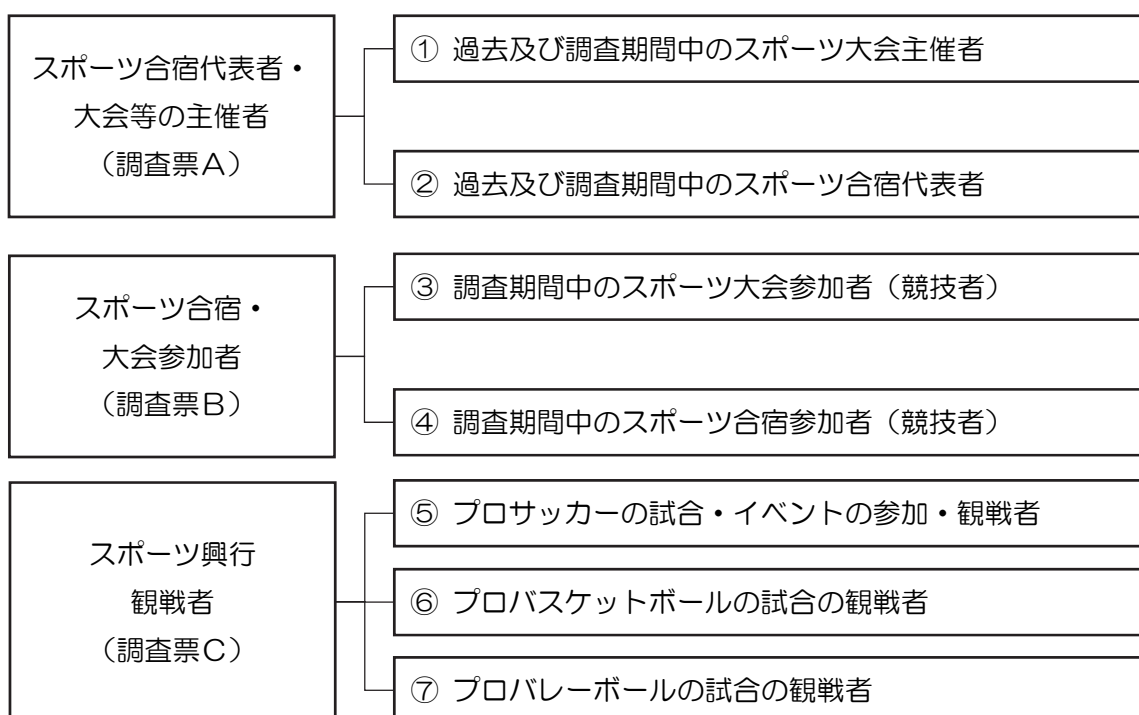 スポーツ合宿代表者・
大会等の主催者
（調査票Ａ）
① 過去及び調査期間中のスポーツ大会主催者
② 過去及び調査期間中のスポーツ合宿代表者
スポーツ合宿・
大会参加者
（調査票Ｂ）
③ 調査期間中のスポーツ大会参加者（競技者）
④ 調査期間中のスポーツ合宿参加者（競技者）
スポーツ興行
観戦者
（調査票Ｃ）
⑤ プロサッカーの試合・イベントの参加・観戦者
⑥ プロバスケットボールの試合の観戦者
⑦ プロバレーボールの試合の観戦者